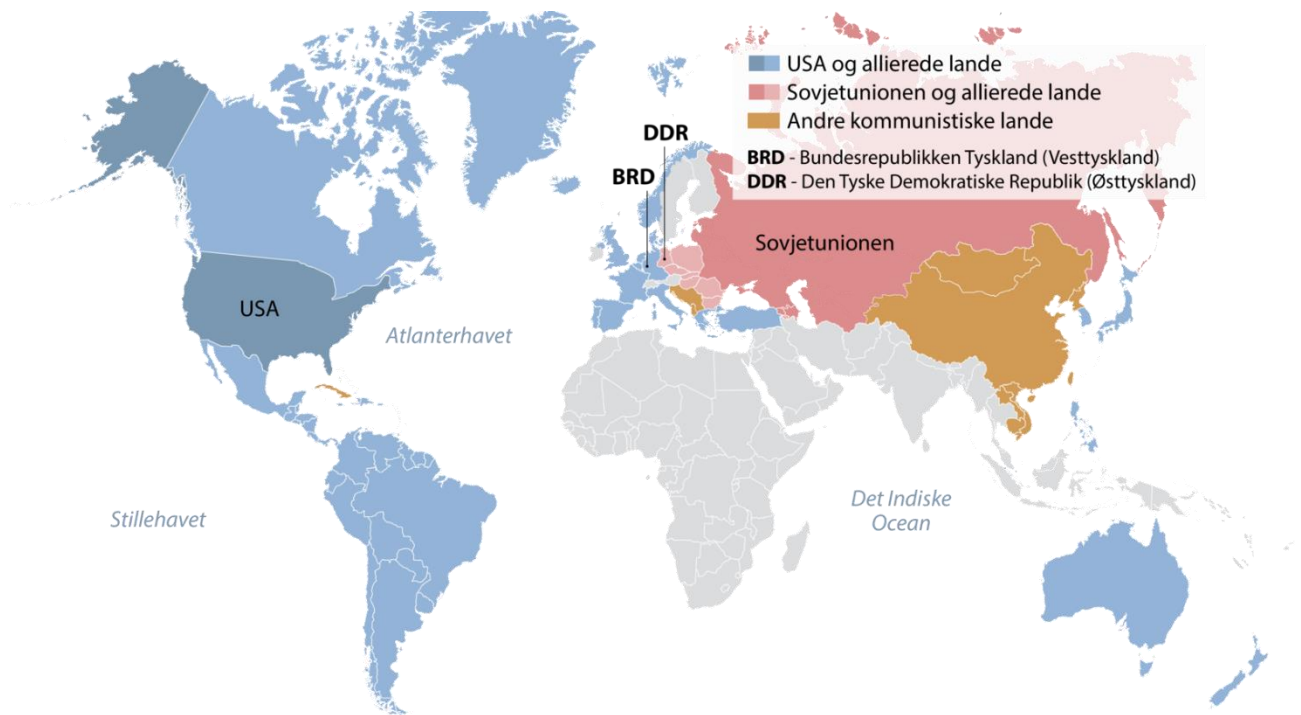 USA og allierede lande
Sovjetunionen og allierede lande
Andre kommunistiske lande
BRD - Bundesrepublikken Tyskland (Vesttyskland)
DDR - Den Tyske Demokratiske Republik (Østtyskland)
DDR
BRD
Sovjetunionen
USA
Atlanterhavet
Stillehavet
Det Indiske
Ocean